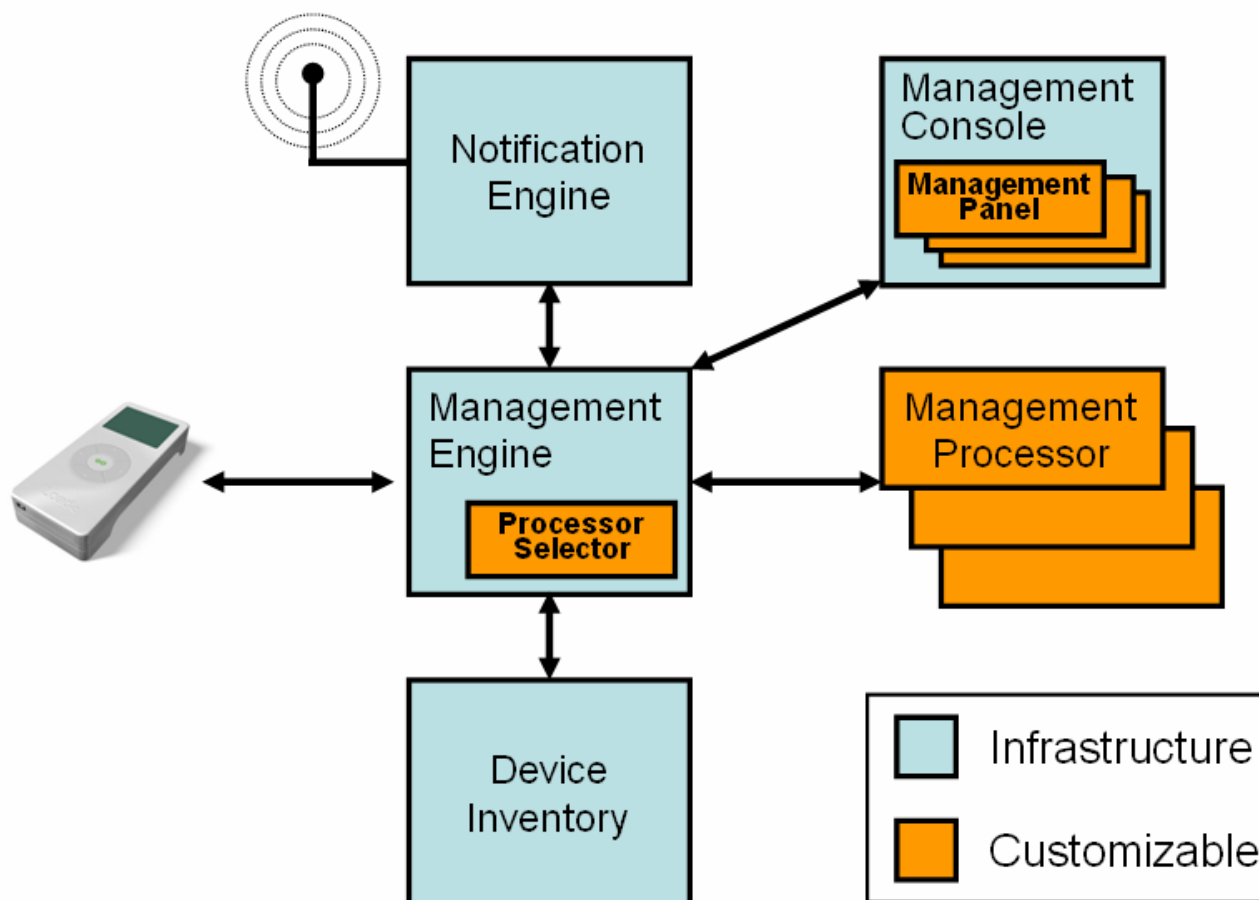 Notification
Engine
Management
Console
Management
Panel
Management
Engine
Processor
Selector
Management
Processor
Device
Inventory
Infrastructure
Customizable